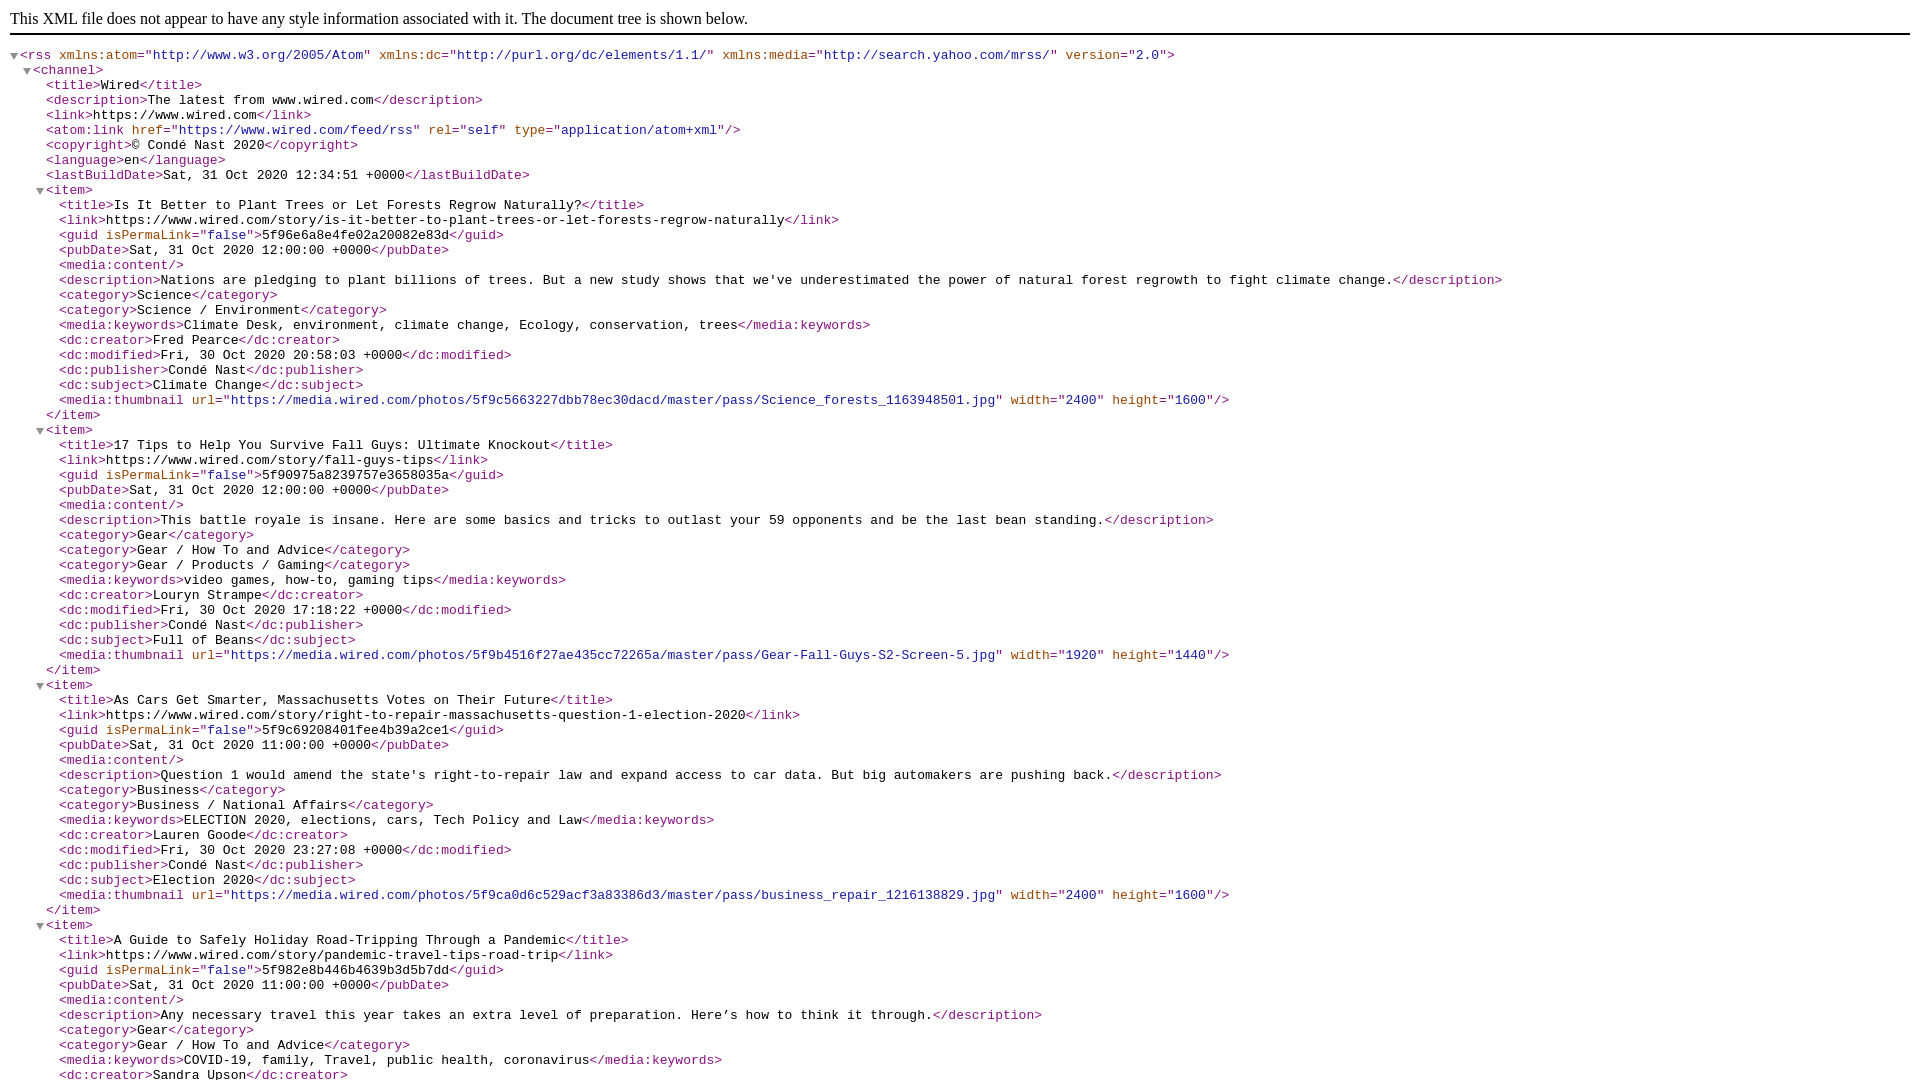 This XML file does not appear to have any style information associated with it. The document tree is shown below.
<rss xmlns:atom="http://www.w3.org/2005/Atom" xmlns:dc="http://purl.org/dc/elements/1.1/" xmlns:media="http://search.yahoo.com/mrss/" version="2.0">
<channel>
<title>Wired</title>
<description>The latest from www.wired.com</description>
<link>https://www.wired.com</link>
<atom:link href="https://www.wired.com/feed/rss" rel="self" type="application/atom+xml"/>
<copyright>© Condé Nast 2020</copyright>
<language>en</language>
<lastBuildDate>Sat, 31 Oct 2020 12:34:51 +0000</lastBuildDate>
<item>
<title>Is It Better to Plant Trees or Let Forests Regrow Naturally?</title>
<link>https://www.wired.com/story/is-it-better-to-plant-trees-or-let-forests-regrow-naturally</link>
<guid isPermaLink="false">5f96e6a8e4fe02a20082e83d</guid>
<pubDate>Sat, 31 Oct 2020 12:00:00 +0000</pubDate>
<media:content/>
<description>Nations are pledging to plant billions of trees. But a new study shows that we've underestimated the power of natural forest regrowth to fight climate change.</description>
<category>Science</category>
<category>Science / Environment</category>
<media:keywords>Climate Desk, environment, climate change, Ecology, conservation, trees</media:keywords>
<dc:creator>Fred Pearce</dc:creator>
<dc:modified>Fri, 30 Oct 2020 20:58:03 +0000</dc:modified>
<dc:publisher>Condé Nast</dc:publisher>
<dc:subject>Climate Change</dc:subject>
<media:thumbnail url="https://media.wired.com/photos/5f9c5663227dbb78ec30dacd/master/pass/Science_forests_1163948501.jpg" width="2400" height="1600"/>
</item>
<item>
<title>17 Tips to Help You Survive Fall Guys: Ultimate Knockout</title>
<link>https://www.wired.com/story/fall-guys-tips</link>
<guid isPermaLink="false">5f90975a8239757e3658035a</guid>
<pubDate>Sat, 31 Oct 2020 12:00:00 +0000</pubDate>
<media:content/>
<description>This battle royale is insane. Here are some basics and tricks to outlast your 59 opponents and be the last bean standing.</description>
<category>Gear</category>
<category>Gear / How To and Advice</category>
<category>Gear / Products / Gaming</category>
<media:keywords>video games, how-to, gaming tips</media:keywords>
<dc:creator>Louryn Strampe</dc:creator>
<dc:modified>Fri, 30 Oct 2020 17:18:22 +0000</dc:modified>
<dc:publisher>Condé Nast</dc:publisher>
<dc:subject>Full of Beans</dc:subject>
<media:thumbnail url="https://media.wired.com/photos/5f9b4516f27ae435cc72265a/master/pass/Gear-Fall-Guys-S2-Screen-5.jpg" width="1920" height="1440"/>
</item>
<item>
<title>As Cars Get Smarter, Massachusetts Votes on Their Future</title>
<link>https://www.wired.com/story/right-to-repair-massachusetts-question-1-election-2020</link>
<guid isPermaLink="false">5f9c69208401fee4b39a2ce1</guid>
<pubDate>Sat, 31 Oct 2020 11:00:00 +0000</pubDate>
<media:content/>
<description>Question 1 would amend the state's right-to-repair law and expand access to car data. But big automakers are pushing back.</description>
<category>Business</category>
<category>Business / National Affairs</category>
<media:keywords>ELECTION 2020, elections, cars, Tech Policy and Law</media:keywords>
<dc:creator>Lauren Goode</dc:creator>
<dc:modified>Fri, 30 Oct 2020 23:27:08 +0000</dc:modified>
<dc:publisher>Condé Nast</dc:publisher>
<dc:subject>Election 2020</dc:subject>
<media:thumbnail url="https://media.wired.com/photos/5f9ca0d6c529acf3a83386d3/master/pass/business_repair_1216138829.jpg" width="2400" height="1600"/>
</item>
<item>
<title>A Guide to Safely Holiday Road-Tripping Through a Pandemic</title>
<link>https://www.wired.com/story/pandemic-travel-tips-road-trip</link>
<guid isPermaLink="false">5f982e8b446b4639b3d5b7dd</guid>
<pubDate>Sat, 31 Oct 2020 11:00:00 +0000</pubDate>
<media:content/>
<description>Any necessary travel this year takes an extra level of preparation. Here’s how to think it through.</description>
<category>Gear</category>
<category>Gear / How To and Advice</category>
<media:keywords>COVID-19, family, Travel, public health, coronavirus</media:keywords>
<dc:creator>Sandra Upson</dc:creator>